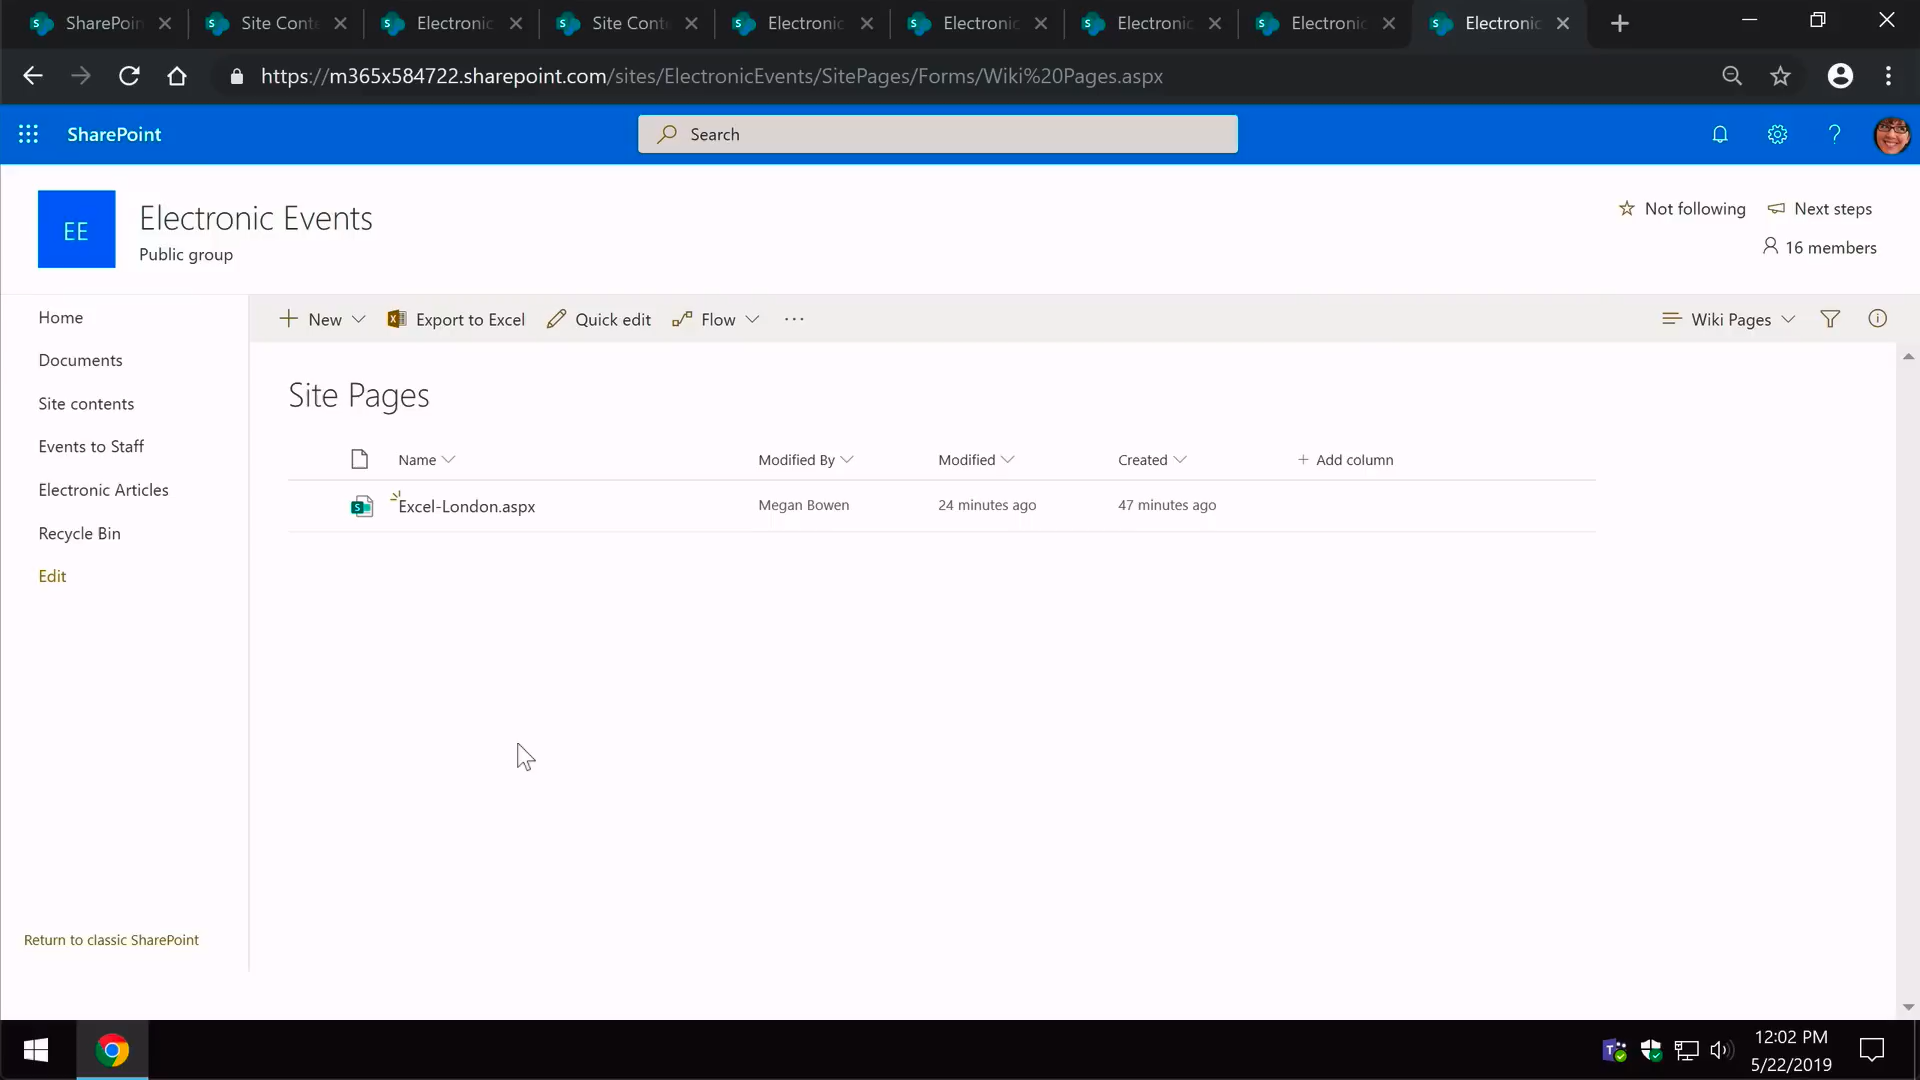 SharePoin
Site Conte
Electronic
Site Conte
Electronic
Electronic
Electronic
Electronic
Electronic
https://m365x584722.sharepoint.com/sites/ElectronicEvents/SitePages/Forms/Wiki%20Pages.aspx
SharePoint
Search
EE
Electronic Events
Public group
Not following
Next steps
16 members
Home
Documents
Site contents
Events to Staff
Electronic Articles
Recycle Bin
Edit
Return to classic SharePoint
New
Export to Excel
Quick edit
Flow
Wiki Pages
Site Pages
Name Modified By Modified Created Add column
Excel-London.aspx Megan Bowen 24 minutes ago 47 minutes ago
12:02 PM
5/22/2019